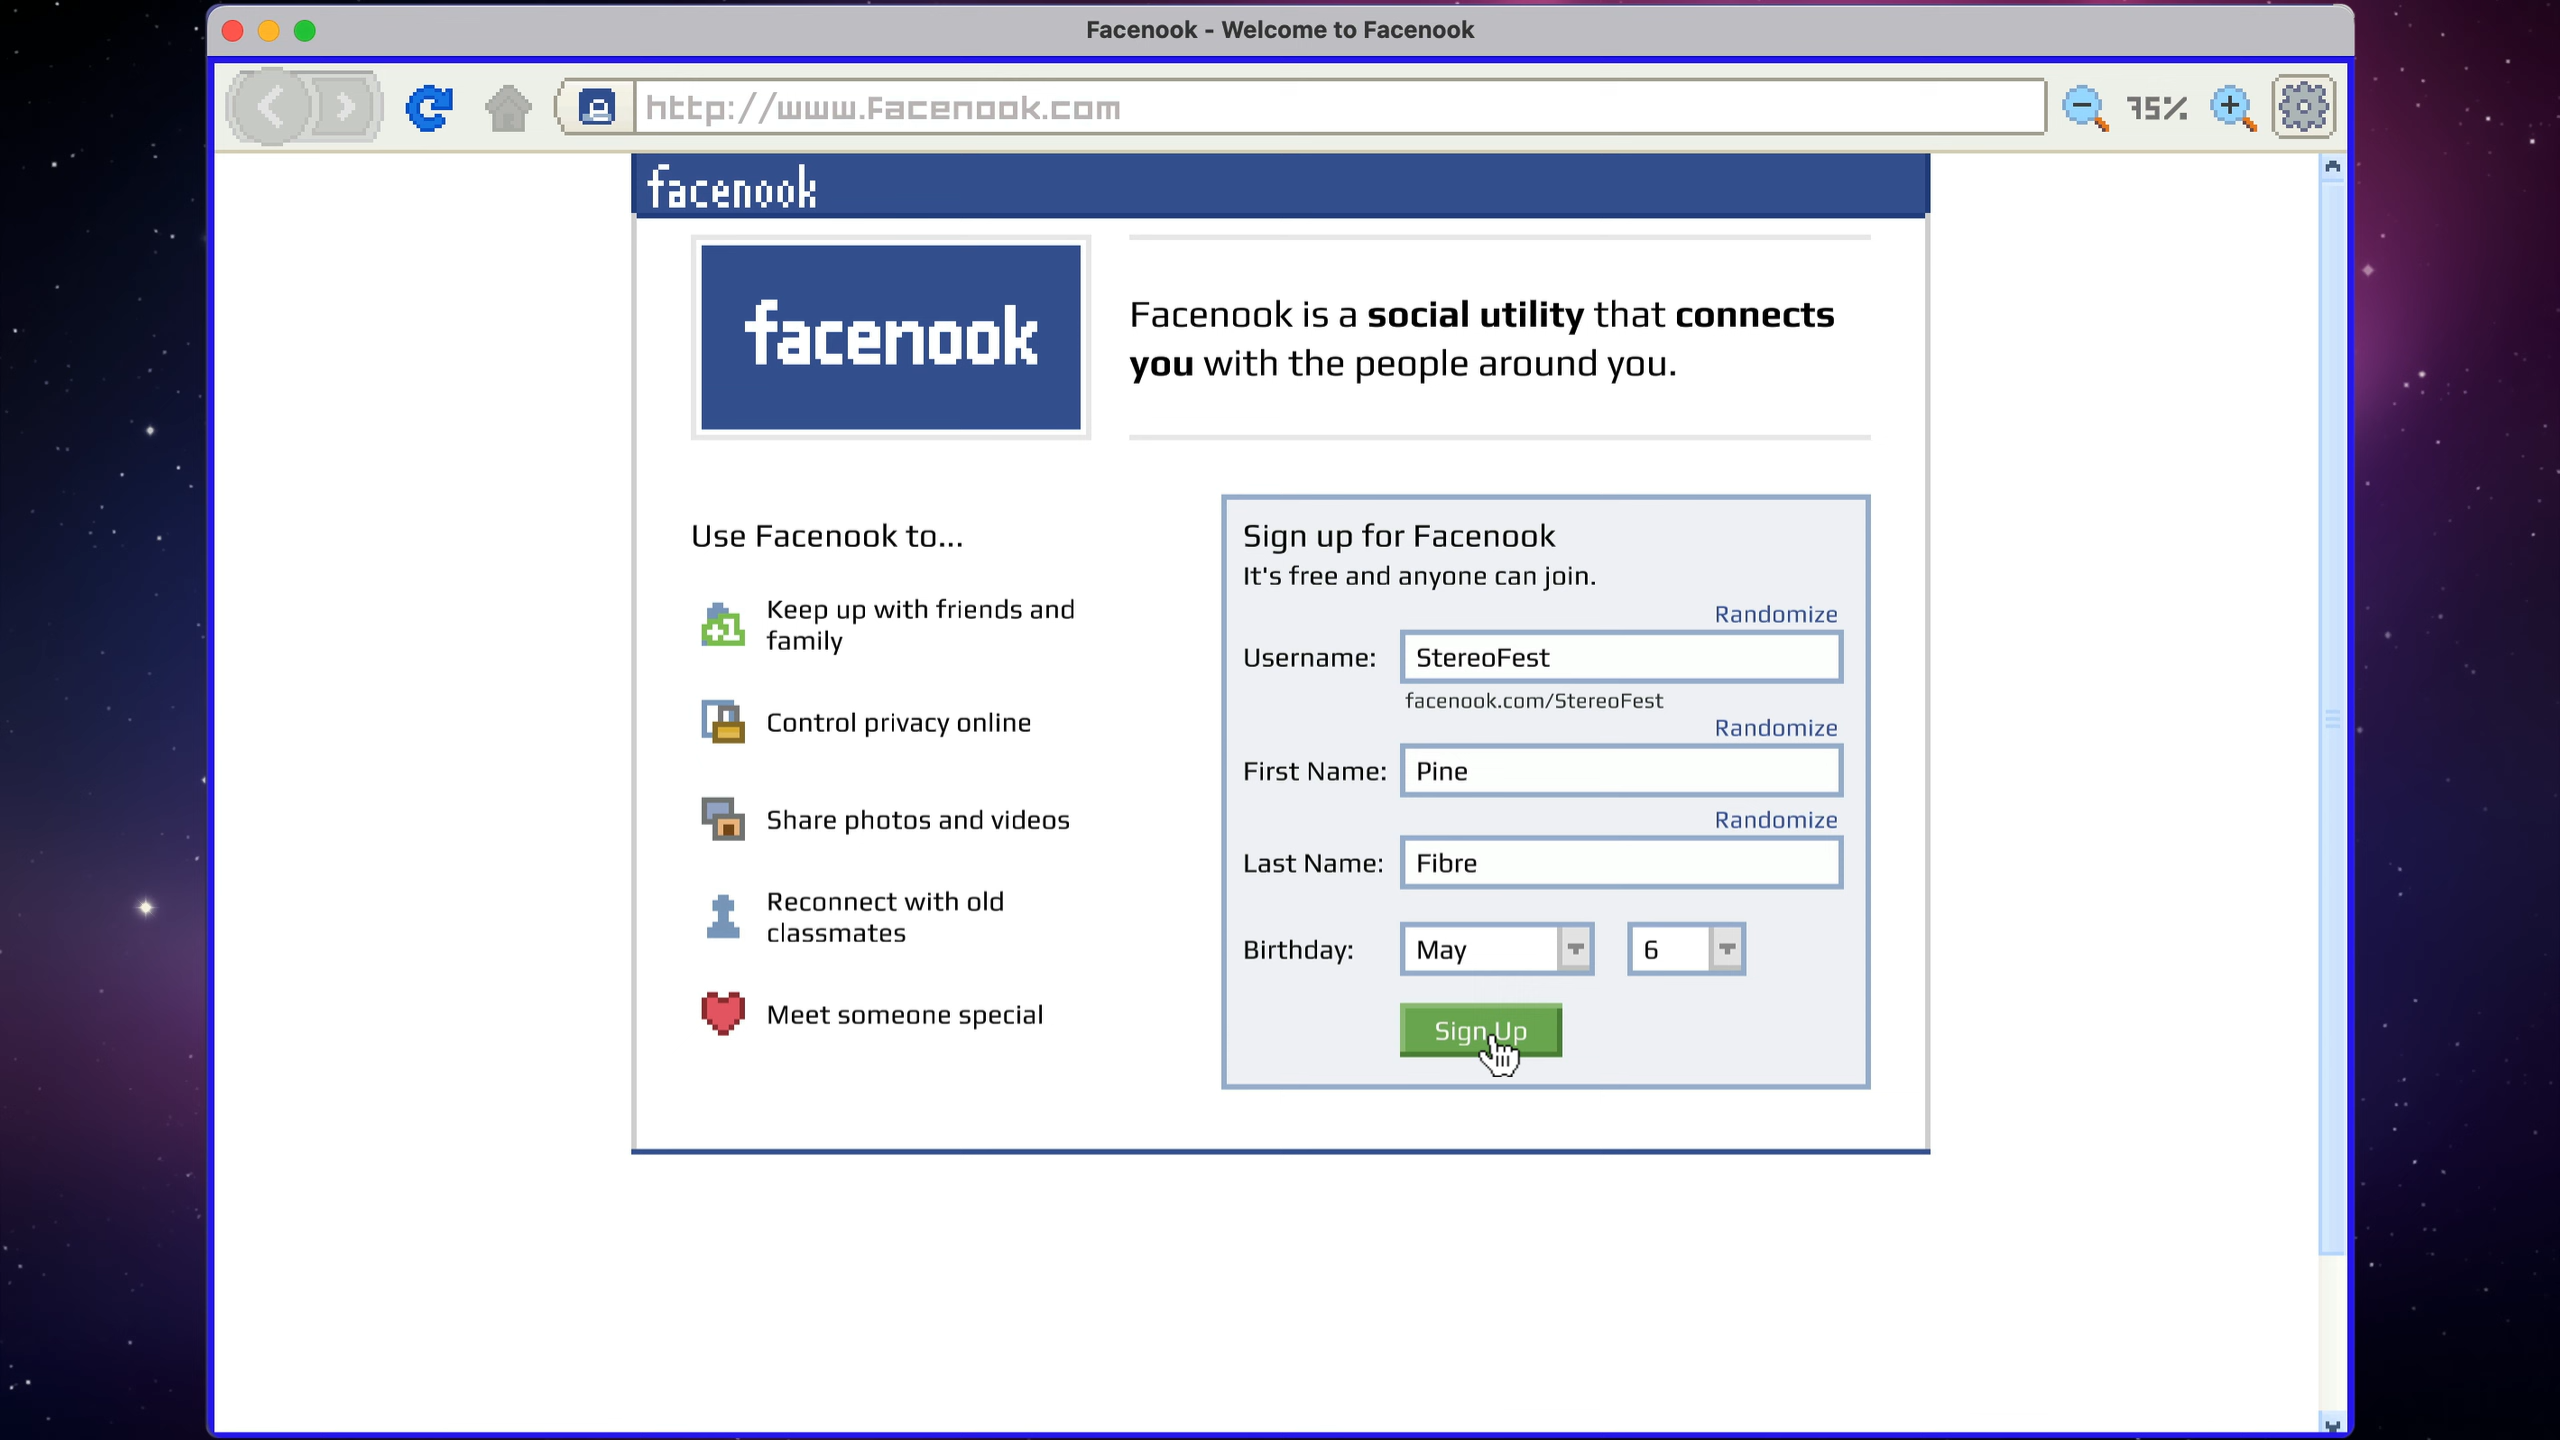 Facenook - Welcome to Facenook
http://www.Facenook.com
75%
facenook
facenook
Facenook is a social utility that connects
you with the people around you.
Use Facenook to...
Keep up with friends and
family
Control privacy online
Share photos and videos
Reconnect with old
classmates
Meet someone special
Sign up for Facenook
It's free and anyone can join.
Randomize
Username: StereoFest
facenook.com/StereoFest
Randomize
First Name: Pine
Randomize
Last Name: Fibre
Birthday: May 6
Sign Up
+1